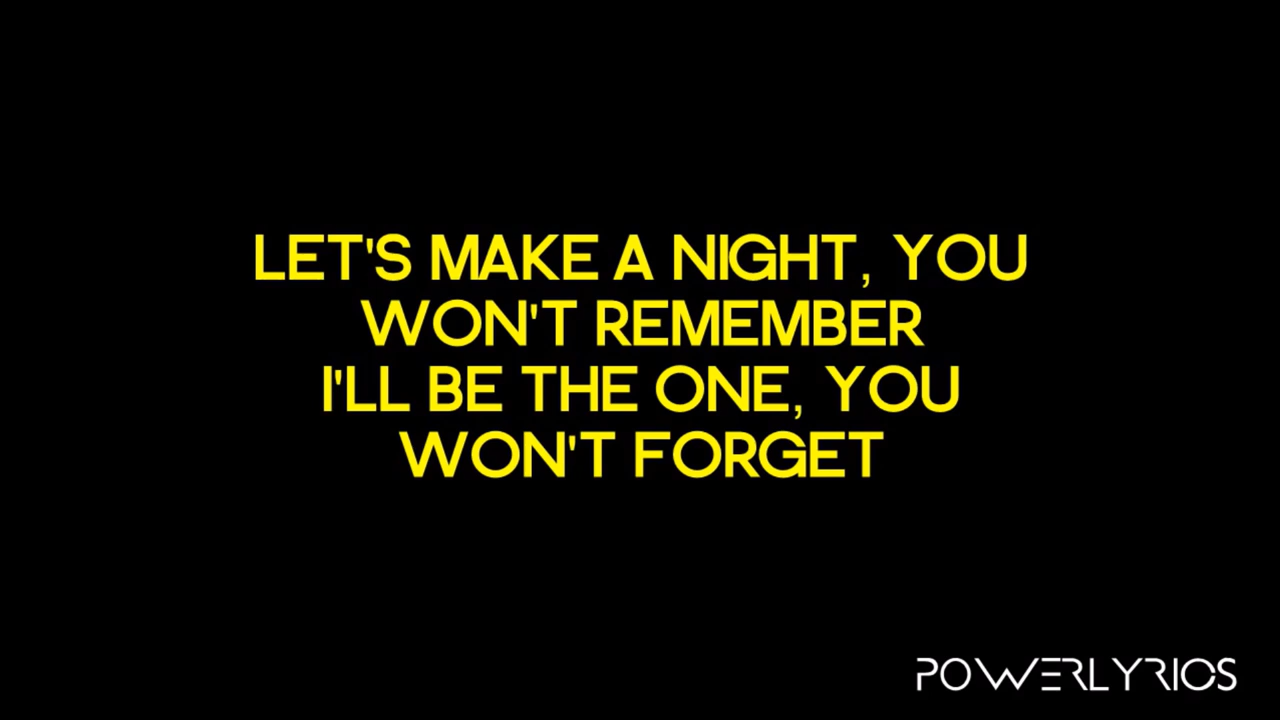 LET'S MAKE A NIGHT, YOU
WON'T REMEMBER
I'LL BE THE ONE, YOU
WON'T FORGET
POWERLYRICS